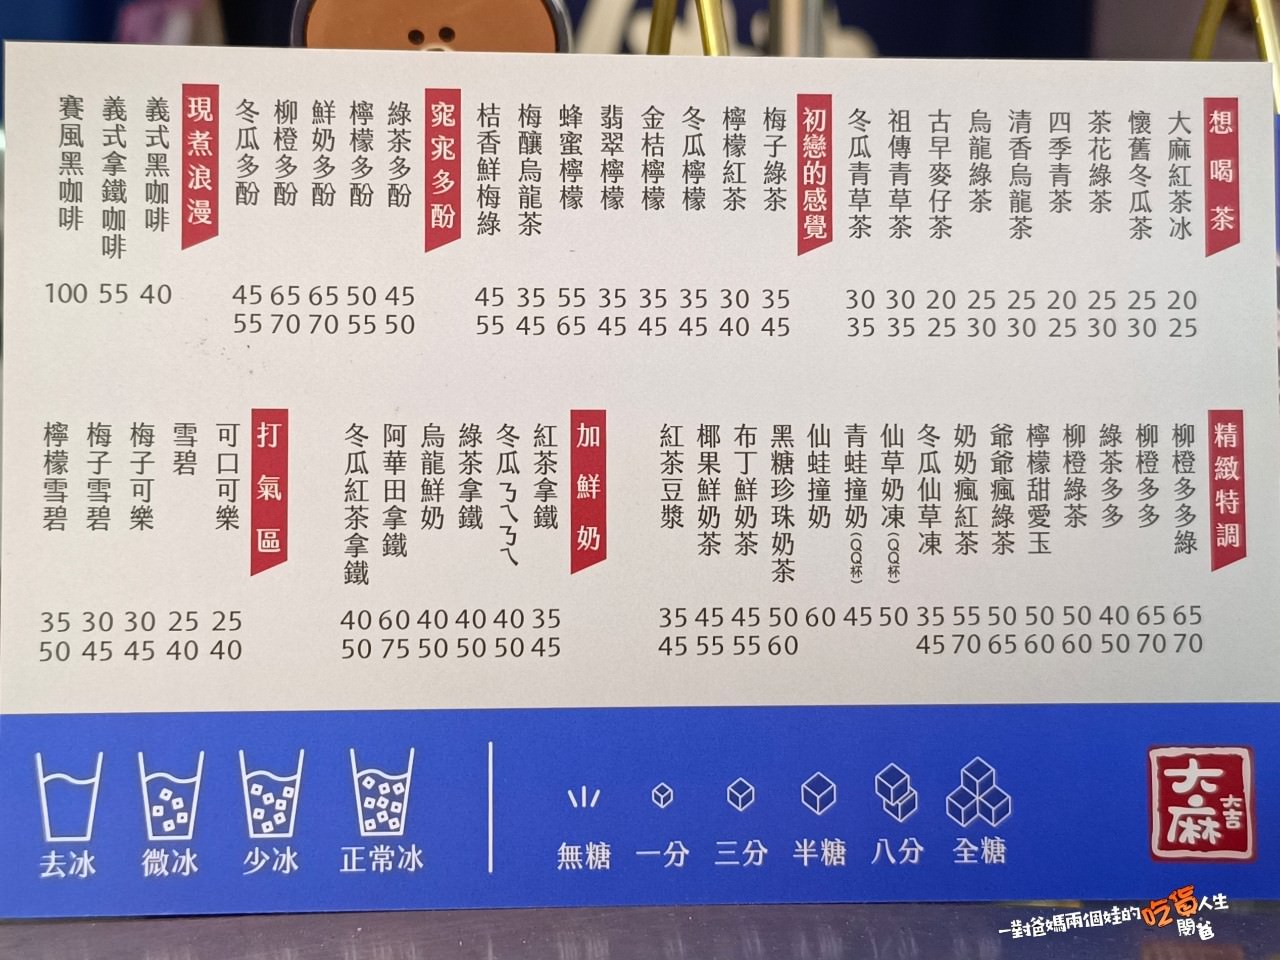 想喝茶
大麻紅茶冰 20 25
懷舊冬瓜茶 25 30
茶花綠茶 25 30
四季青茶 20 25
清香烏龍茶 25 30
烏龍綠茶 25 30
古早麥仔茶 20 25
祖傳青草茶 30 35
冬瓜青草茶 30 35
初戀的感覺
梅子綠茶 35 45
檸檬紅茶 30 40
冬瓜檸檬 35 45
金桔檸檬 35 45
翡翠檸檬 35 45
蜂蜜檸檬 55 65
梅釀烏龍茶 35 45
桔香鮮梅綠 45 55
窕窕多酚
綠茶多酚 45 50
檸檬多酚 50 55
鮮奶多酚 65 70
柳橙多酚 65 70
冬瓜多酚 45 55
現煮浪漫
義式黑咖啡 40
義式拿鐵咖啡 55
賽風黑咖啡 100
精緻特調
柳橙多多綠 65 70
柳橙多多 65 70
綠茶多多 40 50
柳橙綠茶 50 60
檸檬甜愛玉 50 60
爺爺瘋綠茶 50 65
奶奶瘋紅茶 55 70
冬瓜仙草凍 35 45
仙草奶凍(QQ杯) 50
青蛙撞奶(QQ杯) 45
仙蛙撞奶 60
黑糖珍珠奶茶 50 60
布丁鮮奶茶 45 55
椰果鮮奶茶 45 55
紅茶豆漿 35 45
加鮮奶
紅茶拿鐵 35 45
冬瓜ㄋㄟㄋㄟ 40 50
綠茶拿鐵 40 50
烏龍鮮奶 40 50
阿華田拿鐵 60 75
冬瓜紅茶拿鐵 40 50
打氣區
可口可樂 25 40
雪碧 25 40
梅子可樂 30 45
梅子雪碧 30 45
檸檬雪碧 35 50
去冰 微冰 少冰 正常冰
無糖 一分 三分 半糖 八分 全糖
大麻大吉
一對爸媽兩個娃的吃貨人生
開爸